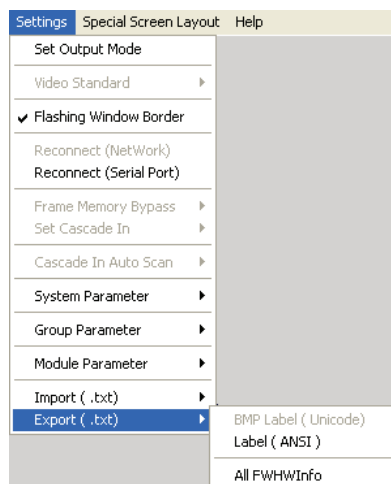 Settings Special Screen Layout Help
Set Output Mode
Video Standard
Flashing Window Border
Reconnect (NetWork)
Reconnect (Serial Port)
Frame Memory Bypass
Set Cascade In
Cascade In Auto Scan
System Parameter
Group Parameter
Module Parameter
Import ( .txt)
Export ( .txt)
BMP Label ( Unicode)
Label ( ANSI )
All FWHWInfo